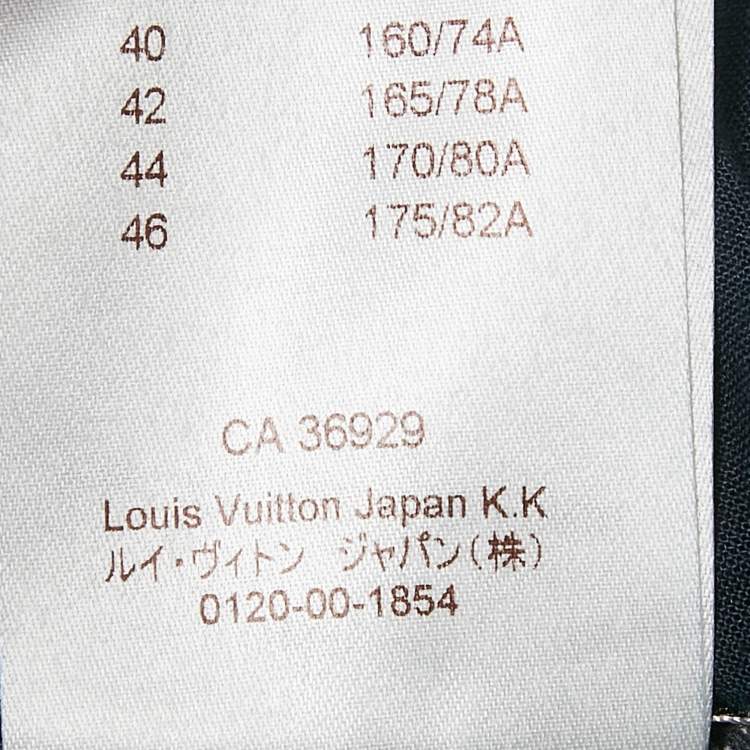 40 160/74A
42 165/78A
44 170/80A
46 175/82A
CA 36929
Louis Vuitton Japan K.K
ルイ・ヴィトン ジャパン(株)
0120-00-1854